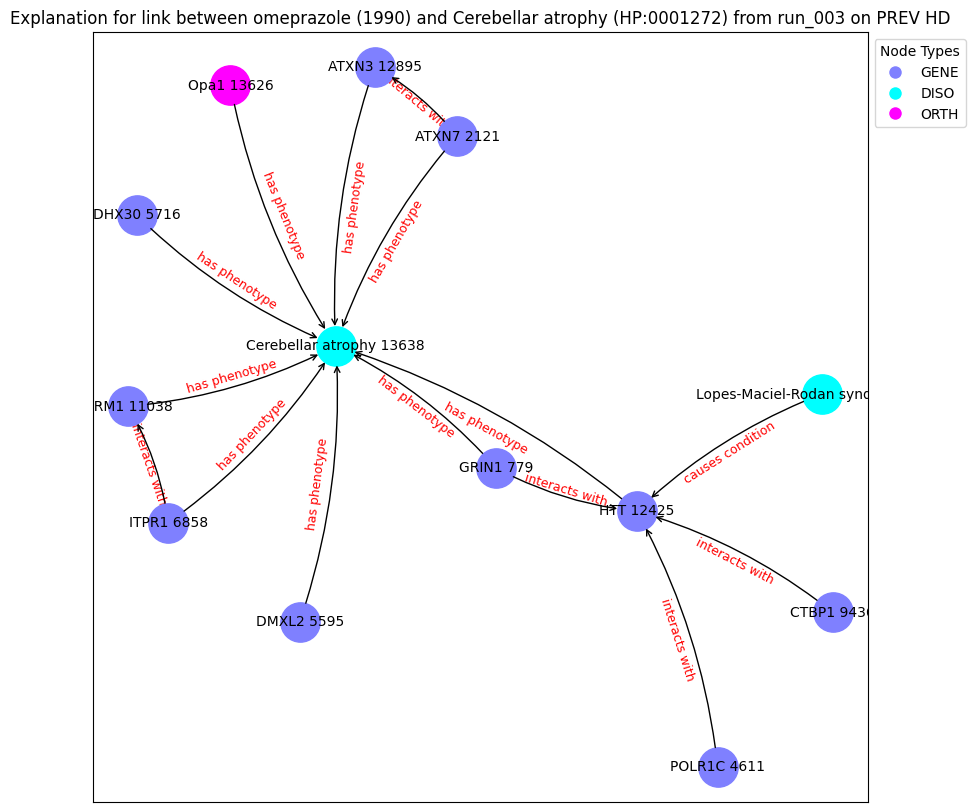 Explanation for link between omeprazole (1990) and Cerebellar atrophy (HP:0001272) from run_003 on PREV HD
Node Types
GENE
DISO
ORTH
ATXN3 12895
Opa1 13626
interacts with
ATXN7 2121
has phenotype
has phenotype
has phenotype
DHX30 5716
has phenotype
Cerebellar atrophy 13638
has phenotype
RM1 11038
has phenotype
has phenotype
has phenotype
Lopes-Maciel-Rodan
causes condition
interacts with
has phenotype
GRIN1 779
interacts with
HTT 12425
ITPR1 6858
interacts with
CTBP1
DMXL2 5595
interacts with
POLR1C 4611